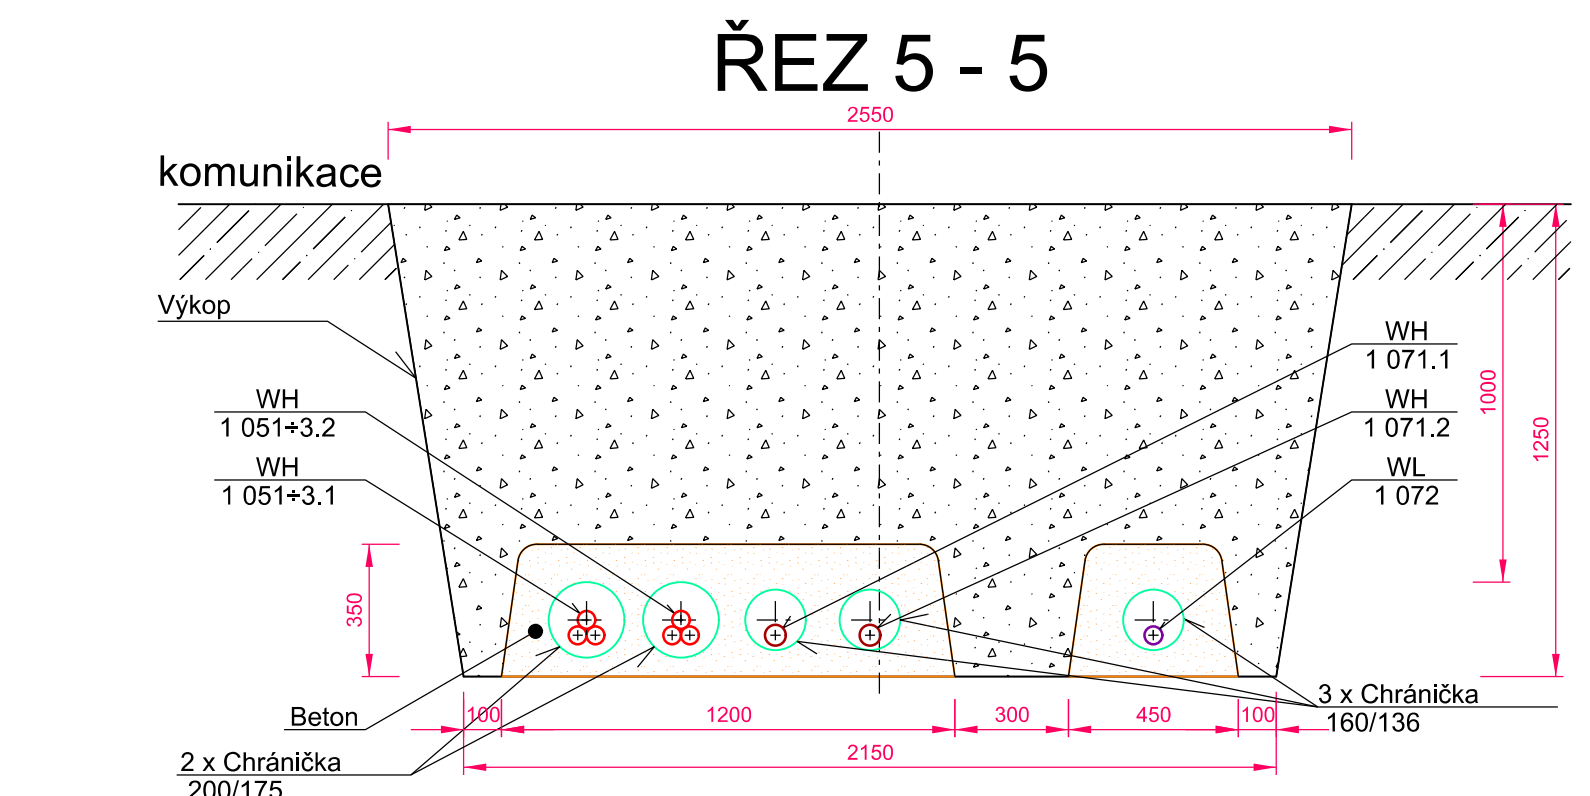 ŘEZ 5 - 5
2550
komunikace
Výkop
WH
1 071.1
1000
WH
1 051÷3.2
WH
1 071.2
1250
WH
1 051÷3.1
WL
1 072
350
3 x Chránička
160/136
Beton
100
1200
300
450
100
2150
2 x Chránička
200/175